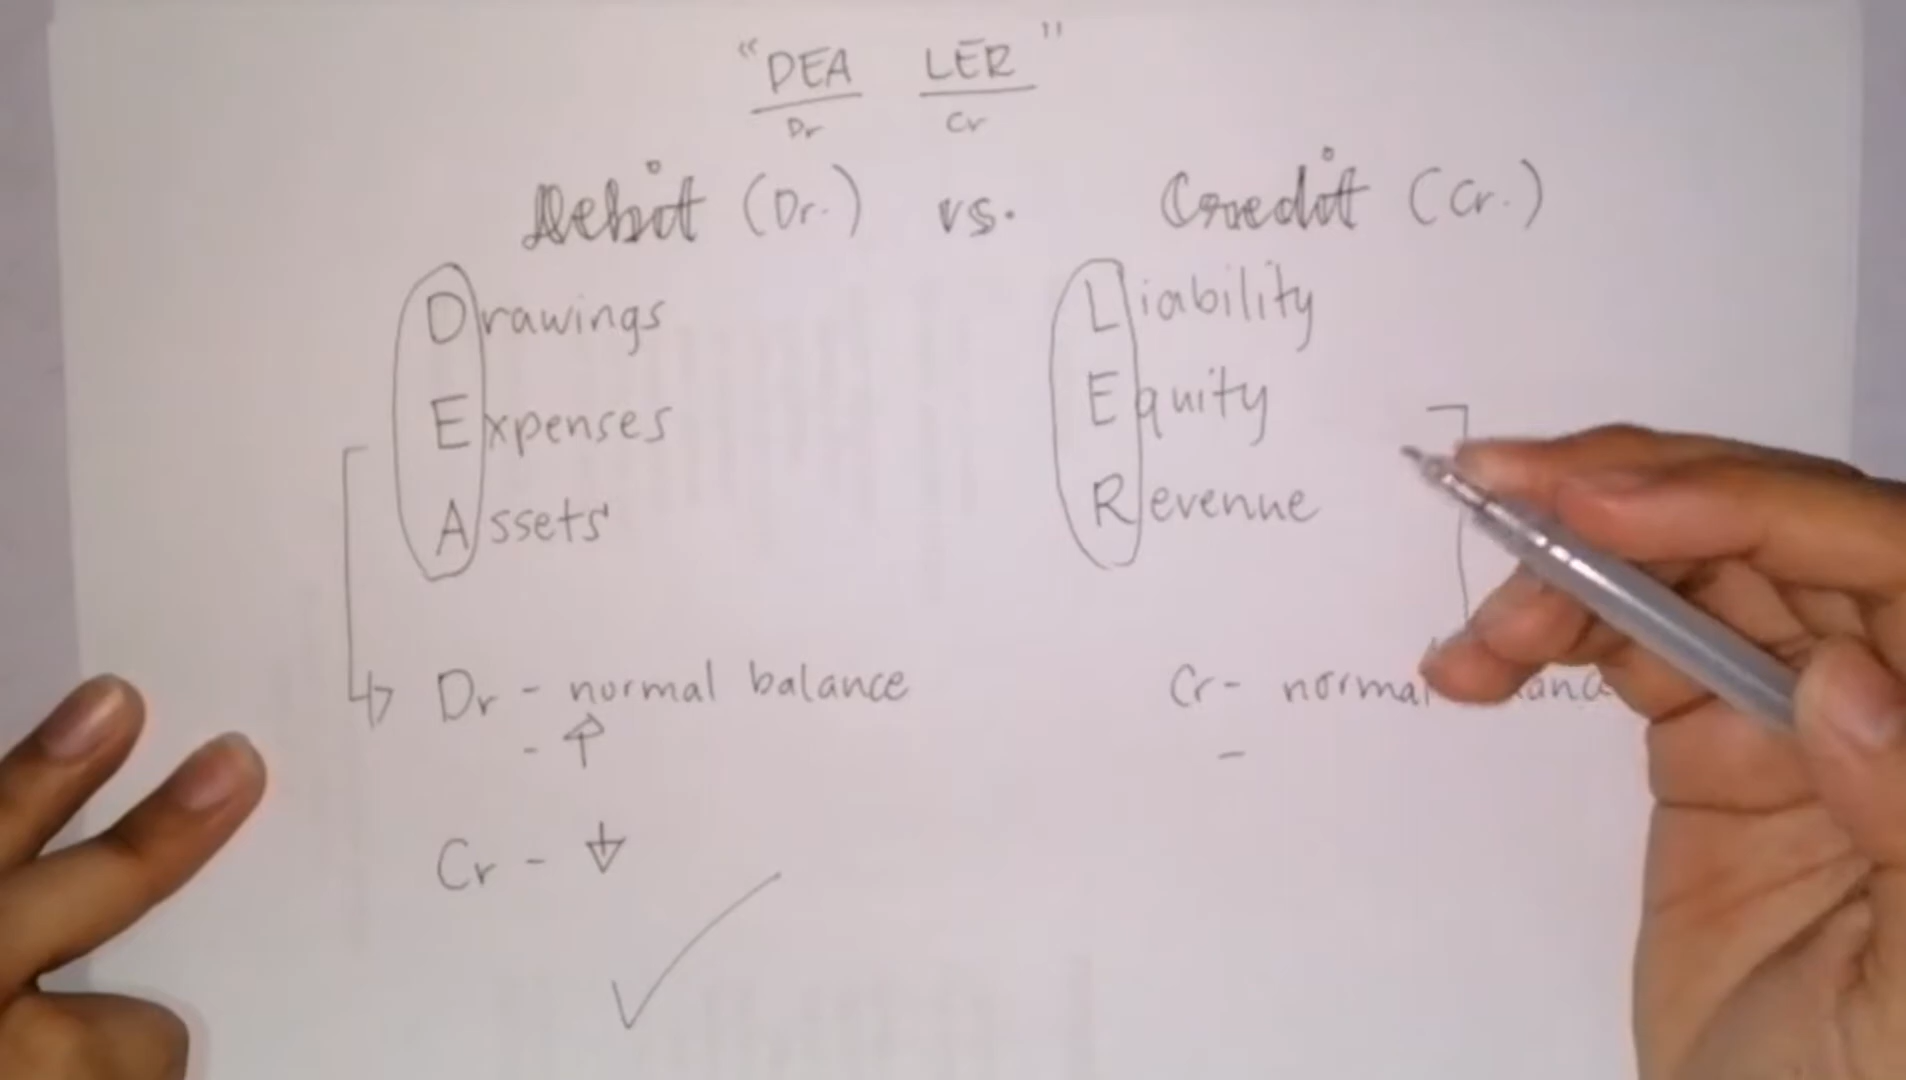 "DEA LER"
Dr Cr
Debit (Dr.) vs. Credit (Cr.)
Drawings Liability
Expenses Equity
Assets Revenue
Dr - normal balance Cr - normal
- ↑ -
Cr - ↓